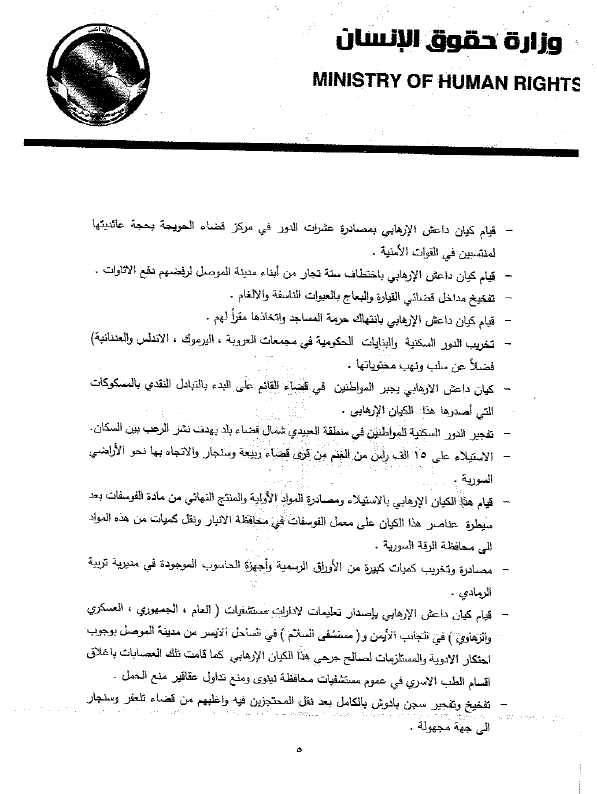 وزارة حقوق الإنسان
MINISTRY OF HUMAN RIGHTS
- قيام كيان داعش الإرهابي بمصادرة عشرات الدور في مركز قضاء الحويجة بحجة عائديتها
لمنتسبين في القوات الأمنية .
- قيام كيان داعش الإرهابي باختطاف ستة تجار من أبناء مدينة الموصل لرفضهم دفع الاتاوات .
- تفخيخ مداخل قضائي القيارة والبعاج بالعبوات الناسفة والالغام .
- قيام كيان داعش الإرهابي بانتهاك حرمة المساجد واتخاذها مقراً لهم .
- تخريب الدور السكنية والبنايات الحكومية في مجمعات العروبة ، اليرموك ، الاندلس والعدنانية)
فضلاً عن سلب ونهب محتوياتها .
- كيان داعش الارهابي يجبر المواطنين في قضاء القائم على البدء بالتبادل النقدي بالمسكوكات
التي أصدرها هذا الكيان الإرهابي .
- تفجير الدور السكنية للمواطنين في منطقة العبيدي شمال قضاء بلد بهدف نشر الرعب بين السكان.
- الاستيلاء على ١٥ الف راس من الغنم من قرى قضاء ربيعة وسنجار والاتجاه بها نحو الأراضي
السورية .
- قيام هذا الكيان الإرهابي بالاستيلاء ومصادرة المواد الأولية والمنتج النهائي من مادة الفوسفات بعد
سيطرة عناصر هذا الكيان على معمل الفوسفات في محافظة الانبار ونقل كميات من هذه المواد
الى محافظة الرقة السورية .
- مصادرة وتخريب كميات كبيرة من الأوراق الرسمية وأجهزة الحاسوب الموجودة في مديرية تربية
الرمادي .
- قيام كيان داعش الإرهابي بإصدار تعليمات لادارات مستشفيات ( العام ، الجمهوري ، العسكري
والزهاوي ) في الجانب الأيمن و( مستشفى السلام ) في الساحل الايسر من مدينة الموصل بوجوب
احتكار الادوية والمستلزمات لصالح جرحى هذا الكيان الإرهابي كما قامت تلك العصابات باغلاق
اقسام الطب الاسري في عموم مستشفيات محافظة نينوى ومنع تداول عقاقير منع الحمل .
- تفخيخ وتفجير سجن بادوش بالكامل بعد نقل المحتجزين فيه واغلبهم من قضاء تلعفر وسنجار
الى جهة مجهولة .
٥